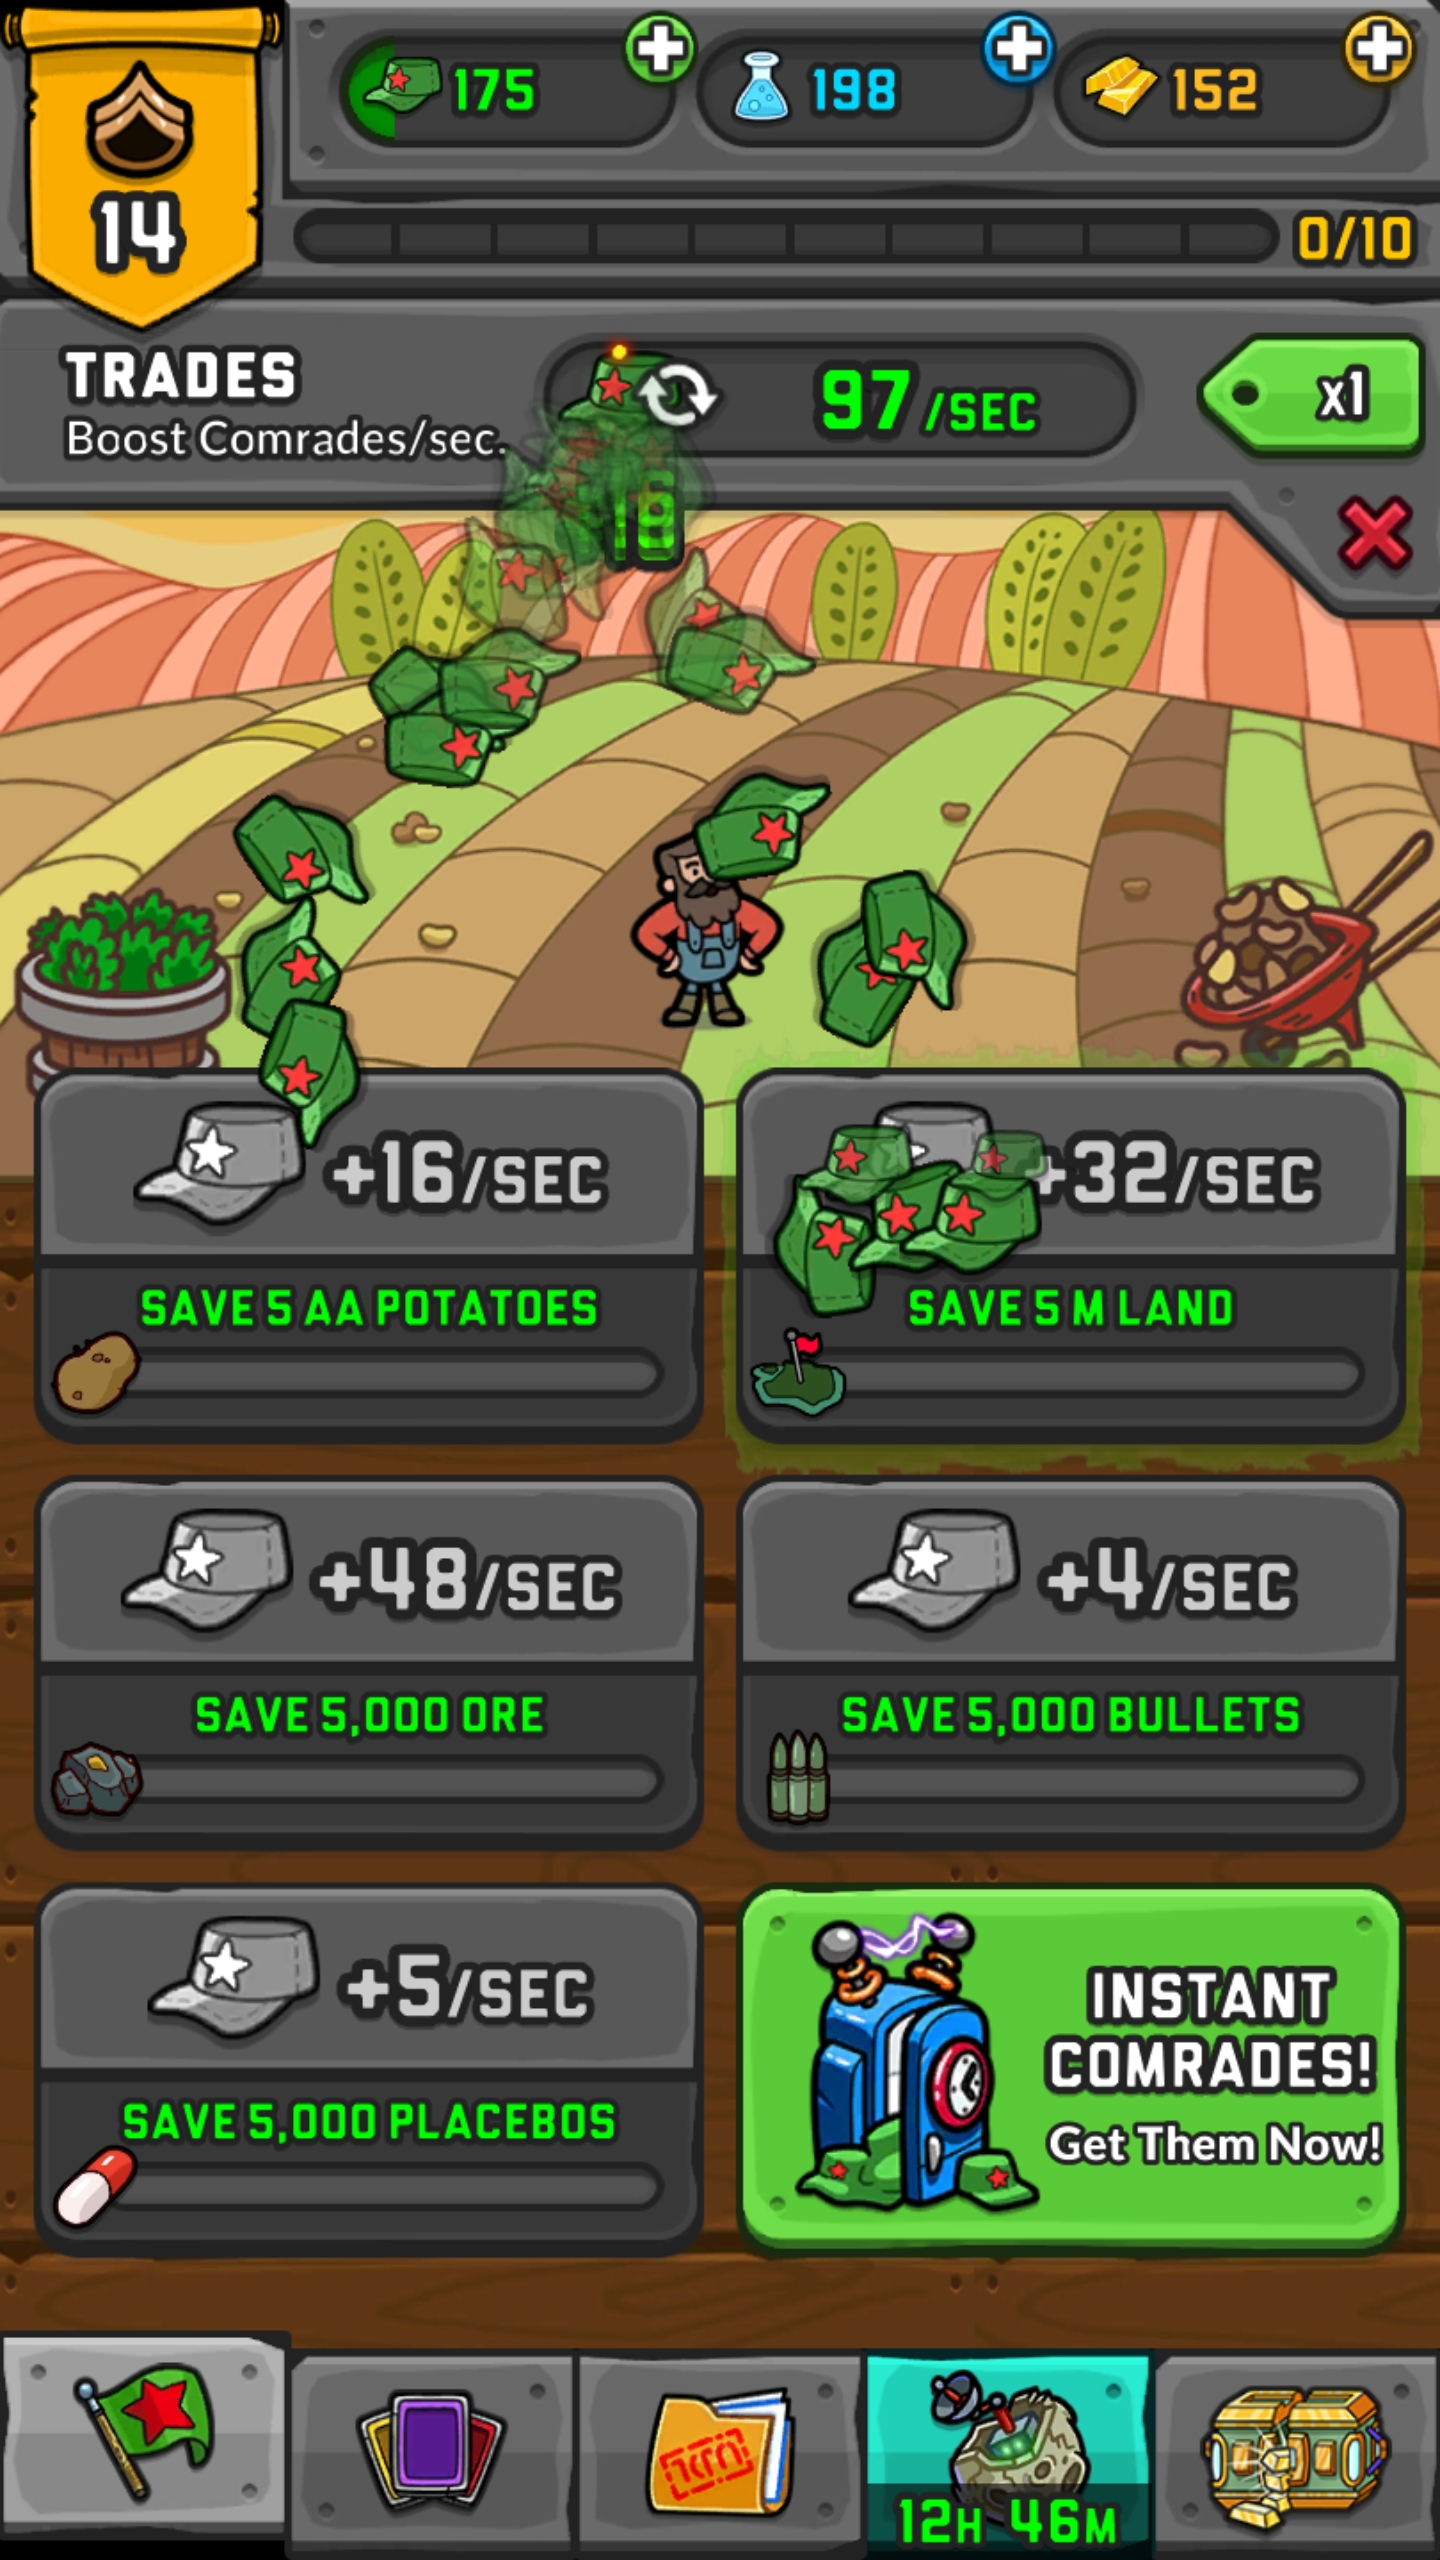 175
198
152
14
0/10
TRADES
Boost Comrades/sec.
97/SEC
x1
+16/SEC
SAVE 5 AA POTATOES
+32/SEC
SAVE 5 M LAND
+48/SEC
SAVE 5,000 ORE
+4/SEC
SAVE 5,000 BULLETS
+5/SEC
SAVE 5,000 PLACEBOS
INSTANT
COMRADES!
Get Them Now!
12H 46M